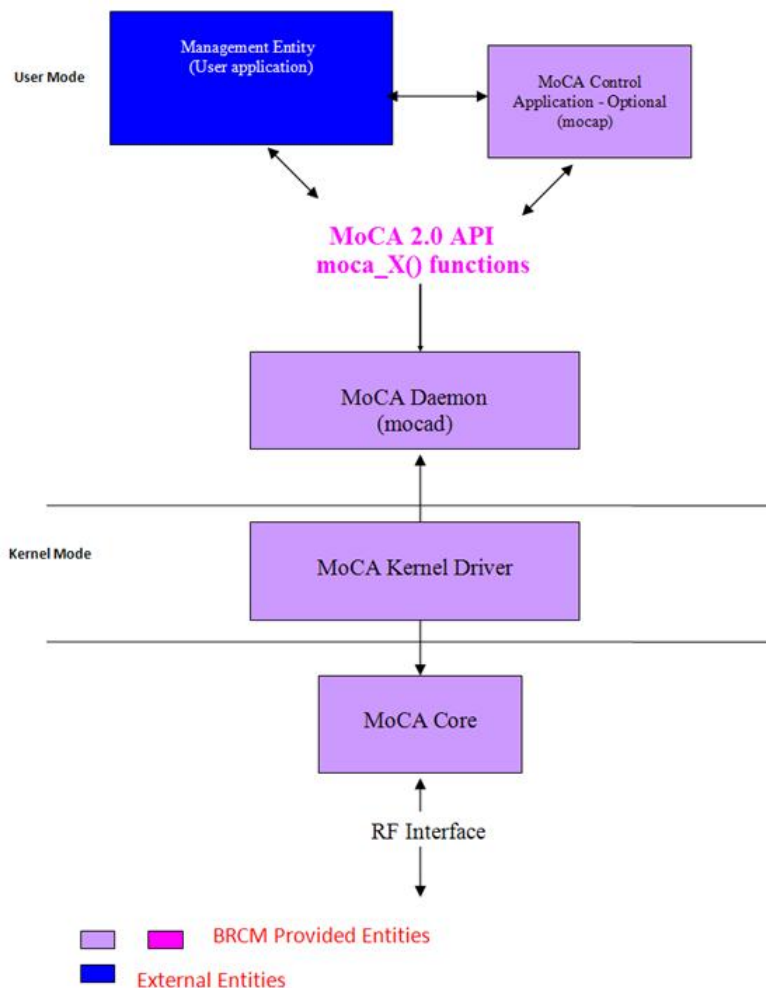 Management Entity
(User application)
User Mode
MoCA Control
Application - Optional
(mocap)
MoCA 2.0 API
moca_X() functions
MoCA Daemon
(mocad)
Kernel Mode
MoCA Kernel Driver
MoCA Core
RF Interface
BRCM Provided Entities
External Entities